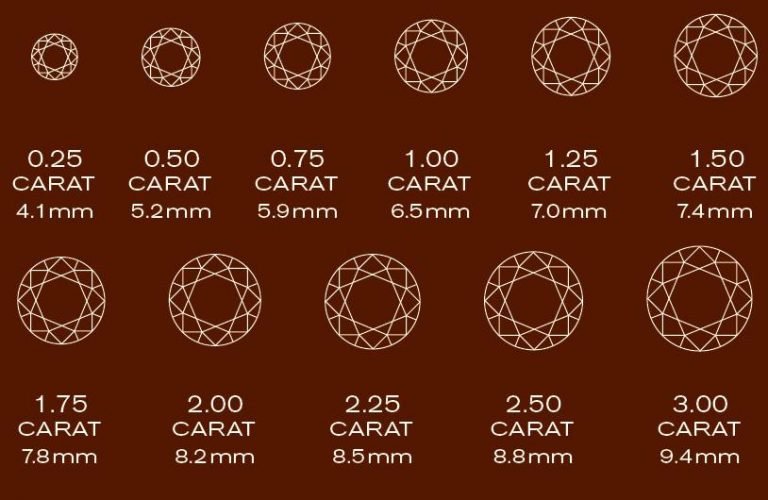 0.25 0.50 0.75 1.00 1.25 1.50
CARAT CARAT CARAT CARAT CARAT CARAT
4.1mm 5.2mm 5.9mm 6.5mm 7.0mm 7.4mm
1.75 2.00 2.25 2.50 3.00
CARAT CARAT CARAT CARAT CARAT
7.8mm 8.2mm 8.5mm 8.8mm 9.4mm